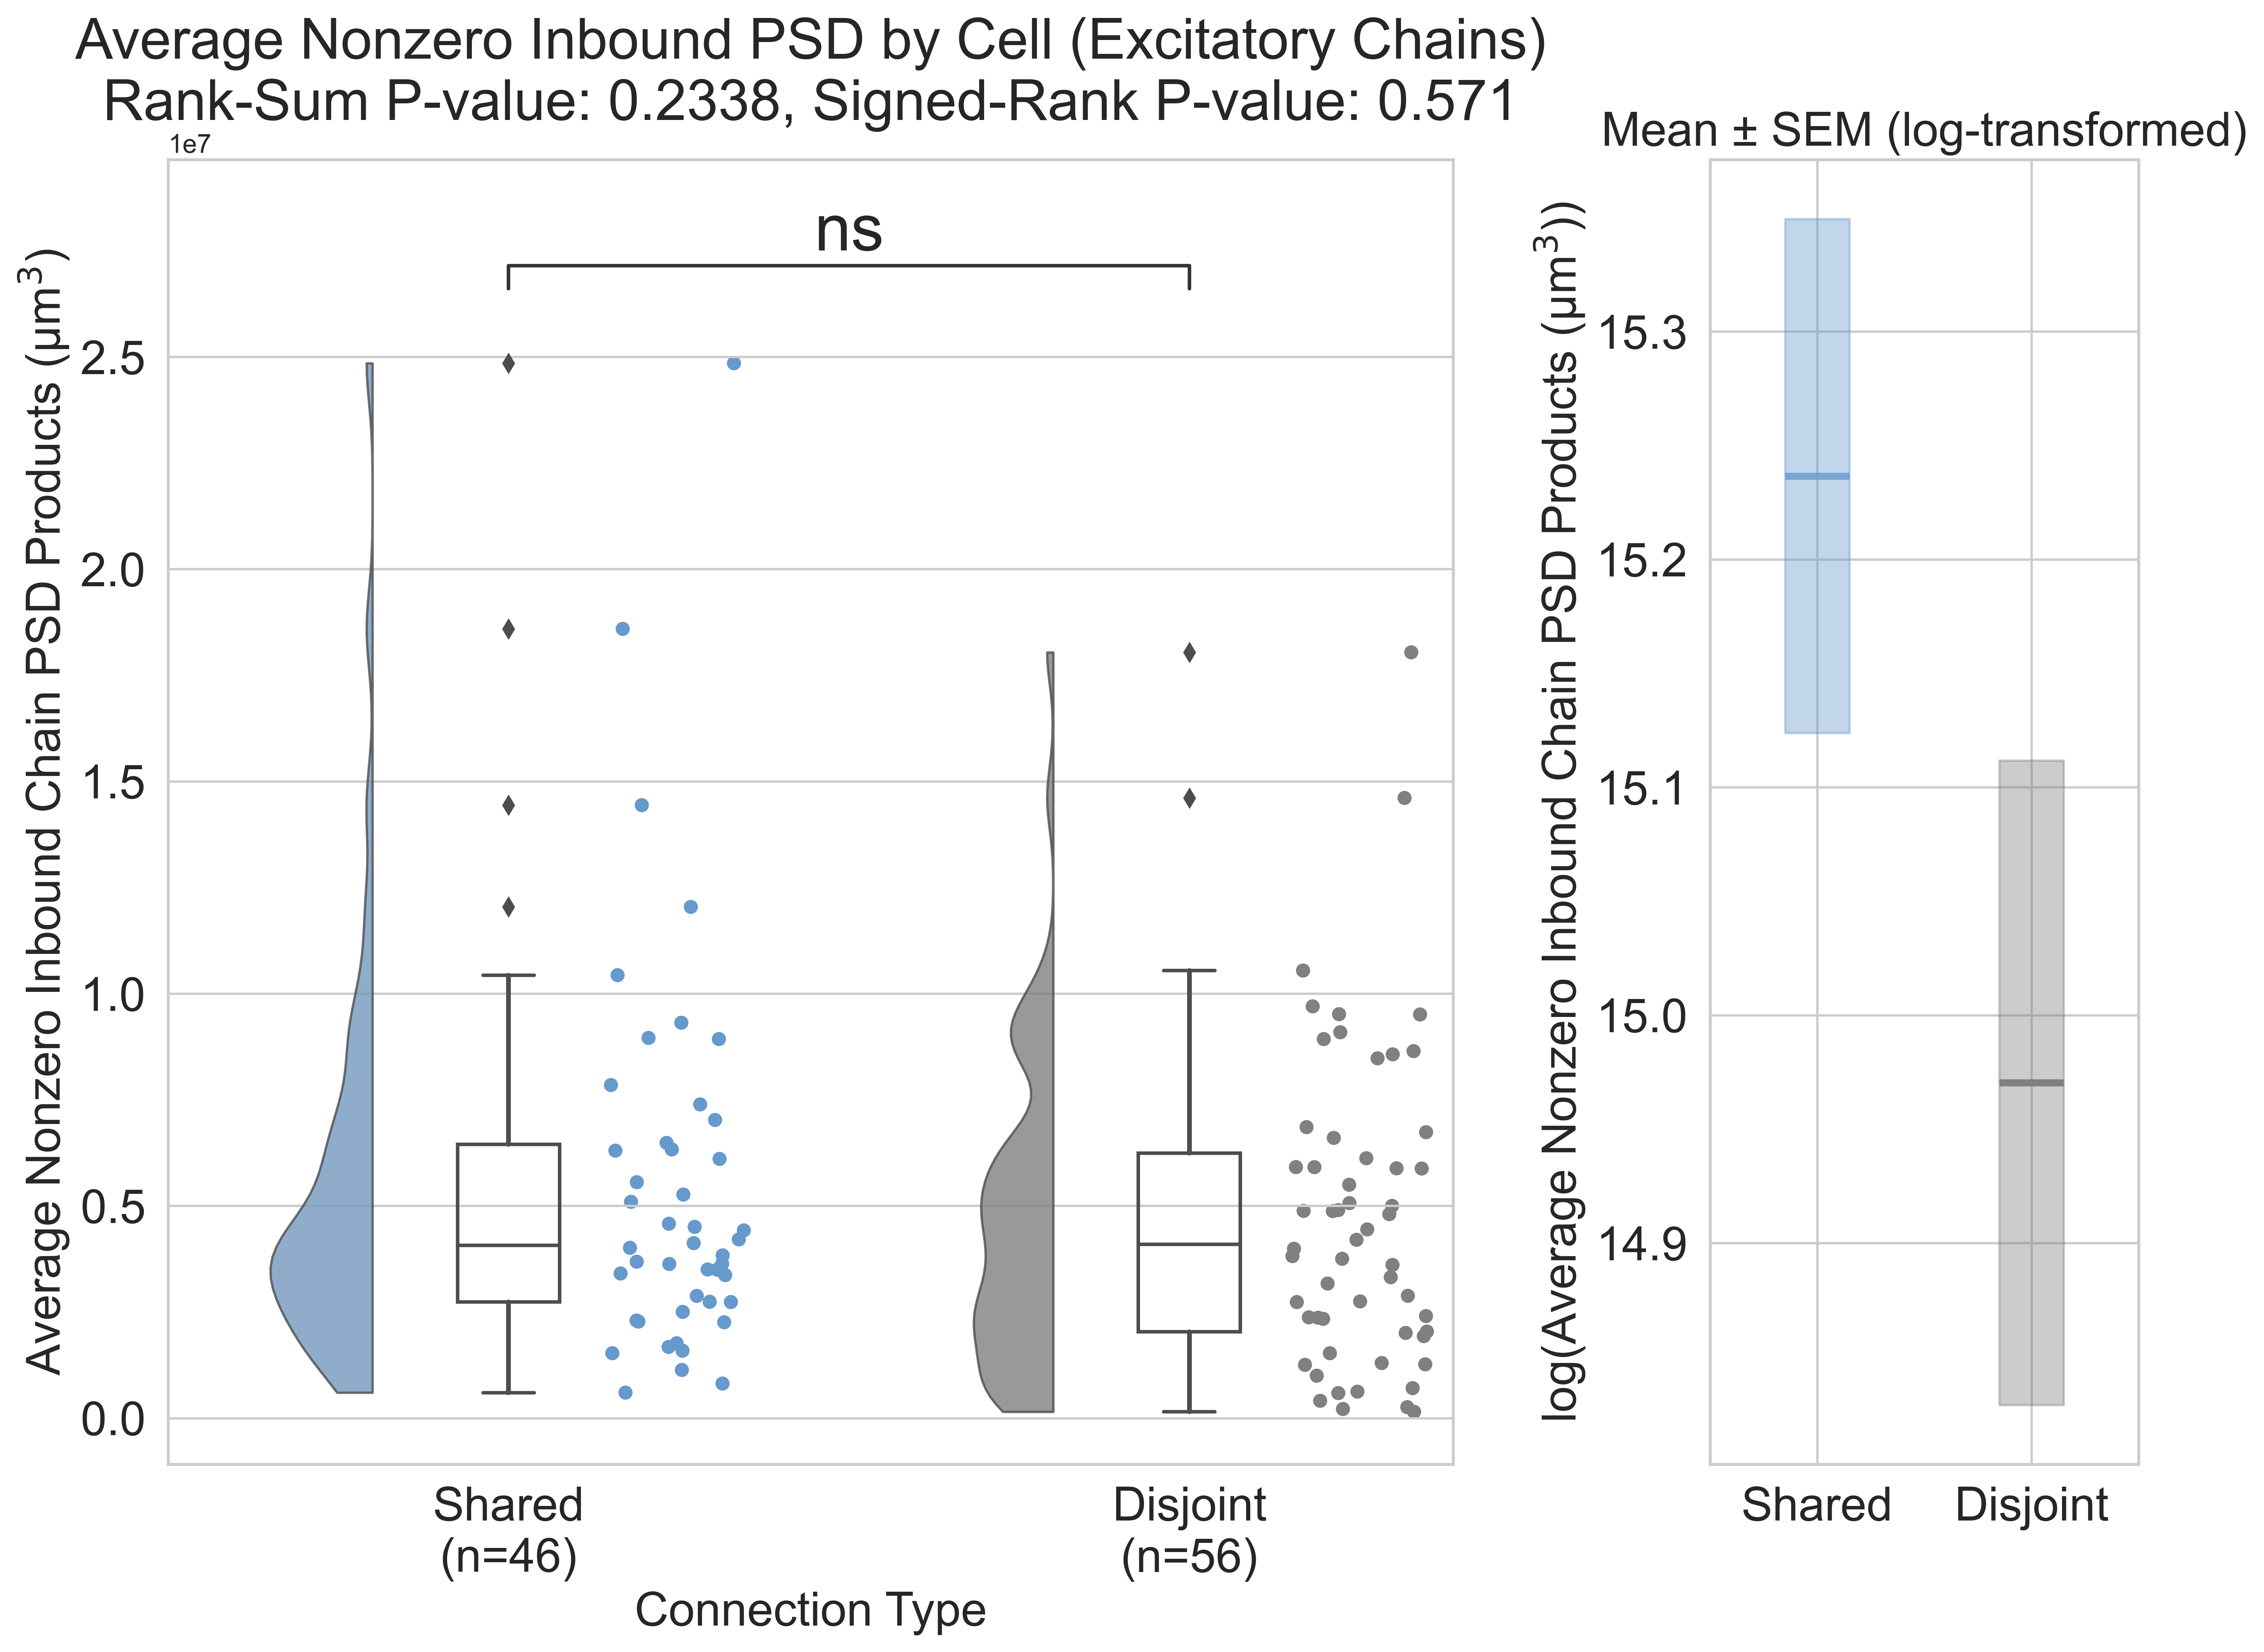 Average Nonzero Inbound PSD by Cell (Excitatory Chains)
Rank-Sum P-value: 0.2338, Signed-Rank P-value: 0.571
1e7
Average Nonzero Inbound Chain PSD Products (µm³)
2.5
2.0
1.5
1.0
0.5
0.0
ns
Shared
(n=46)
Disjoint
(n=56)
Connection Type
Mean ± SEM (log-transformed)
log(Average Nonzero Inbound Chain PSD Products (µm³))
15.3
15.2
15.1
15.0
14.9
Shared
Disjoint